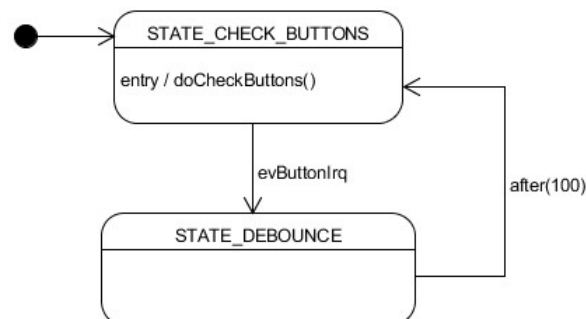 STATE_CHECK_BUTTONS
entry / doCheckButtons()
evButtonIrq
after(100)
STATE_DEBOUNCE